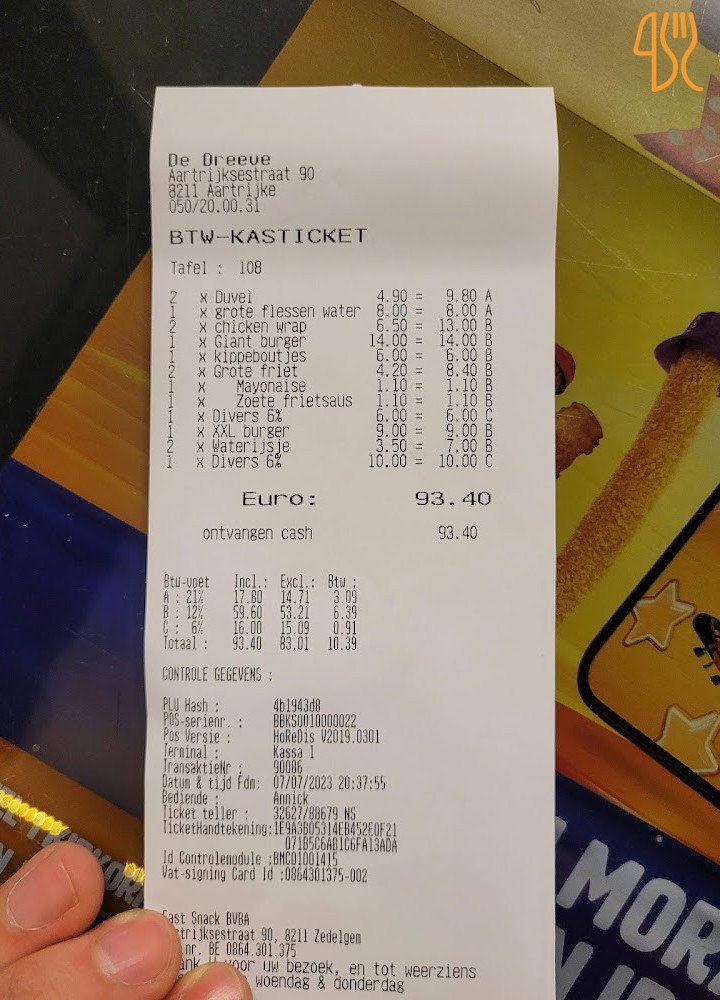 De Dreeve
Aartrijksestraat 90
8211 Aartrijke
050/20.00.31
BTW-KASTICKET
Tafel : 108
2 x Duvel 4.90 = 9.80 A
1 x grote flessen water 8.00 = 8.00 A
2 x chicken wrap 6.50 = 13.00 B
1 x Giant burger 14.00 = 14.00 B
1 x kippeboutjes 6.00 = 6.00 B
2 x Grote friet 4.20 = 8.40 B
1 x Mayonaise 1.10 = 1.10 B
1 x Zoete frietsaus 1.10 = 1.10 B
1 x Divers 6% 6.00 = 6.00 C
1 x XXL burger 9.00 = 9.00 B
2 x Waterijsje 3.50 = 7.00 B
1 x Divers 6% 10.00 = 10.00 C
Euro: 93.40
ontvangen cash 93.40
Btw-voet Incl.: Excl.: Btw :
A : 21% 17.80 14.71 3.09
B : 12% 59.60 53.21 6.39
C : 6% 16.00 15.09 0.91
Totaal : 93.40 83.01 10.39
CONTROLE GEGEVENS :
PLU Hash : 4b1943d8
POS-serienr. : BBKS0010000022
Pos Versie : HoReDis V2019.0301
Terminal : Kassa 1
TransaktieNr : 90086
Datum & tijd Fdm: 07/07/2023 20:37:55
Bediende : Annick
Ticket teller : 32627/88679 NS
TicketHandtekening:1E9A3B05314EB452E0F21
071B5C6AB1C6FA13ADA
Id Controlemodule :BMC01001415
Vat-signing Card Id :0864301375-002
Fast Snack BVBA
trijksestraat 90, 8211 Zedelgem
.nr. BE 0864.301.375
ank U voor uw bezoek, en tot weerziens
woendag & donderdag
MOR